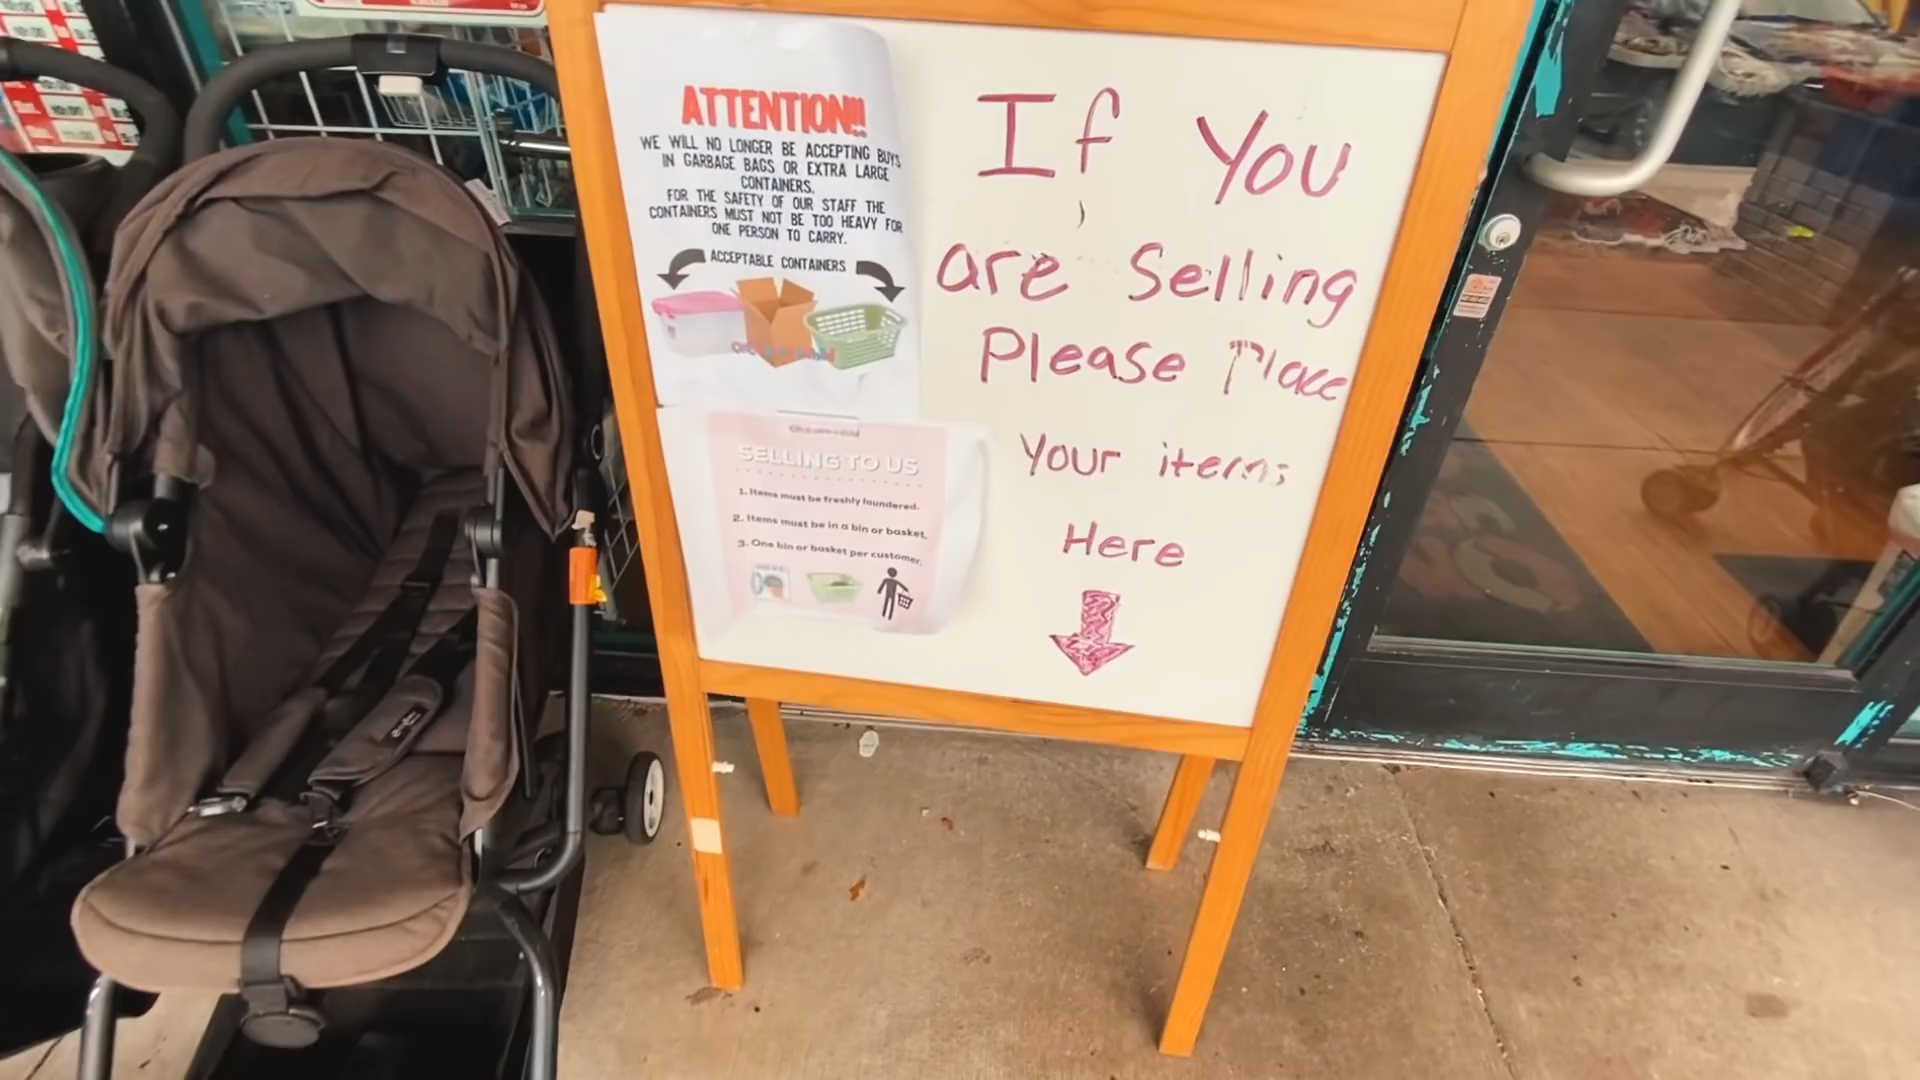 ATTENTION!!!
WE WILL NO LONGER BE ACCEPTING BUYS
IN GARBAGE BAGS OR EXTRA LARGE
CONTAINERS.
FOR THE SAFETY OF OUR STAFF THE
CONTAINERS MUST NOT BE TOO HEAVY FOR
ONE PERSON TO CARRY.
ACCEPTABLE CONTAINERS
SELLING TO US
1. Items must be freshly laundered.
2. Items must be in a bin or basket.
3. One bin or basket per customer.
If You
are Selling
Please Place
Your items
Here